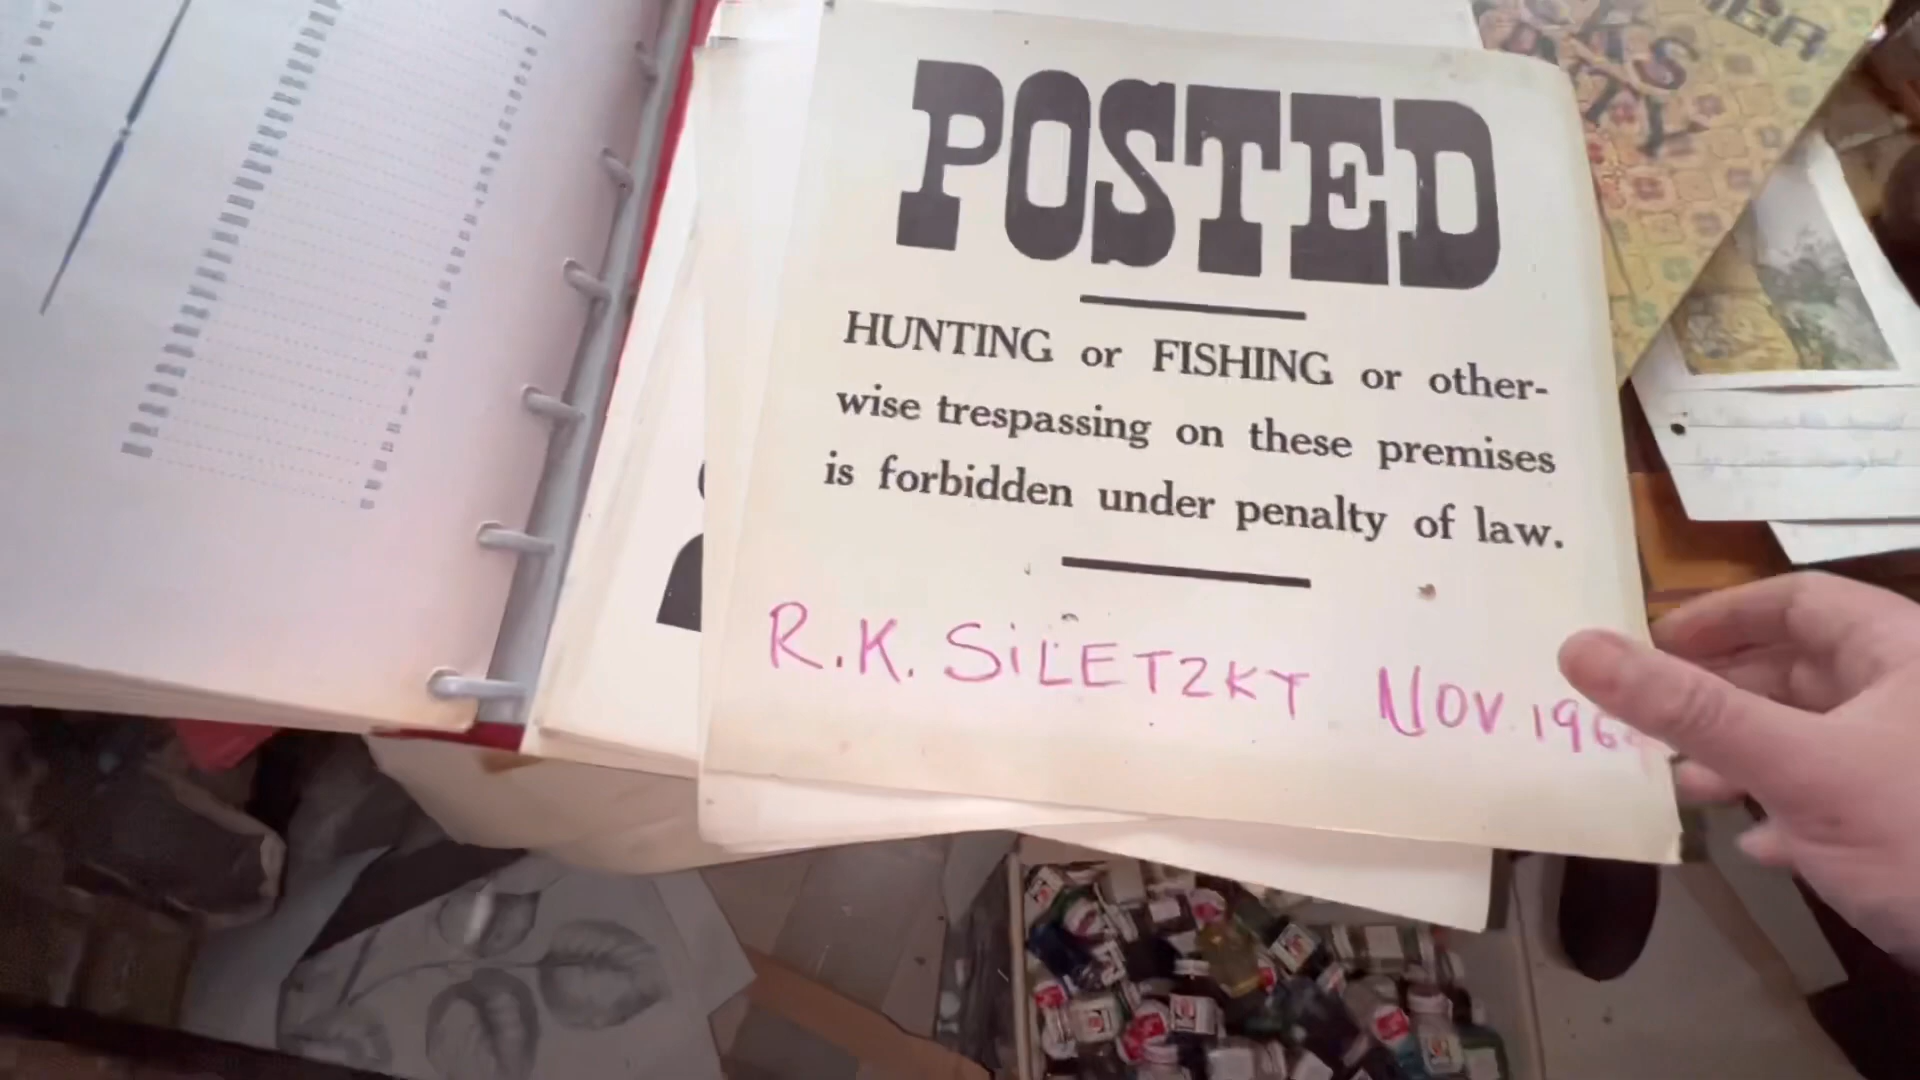 POSTED
HUNTING or FISHING or other-
wise trespassing on these premises
is forbidden under penalty of law.
R.K. SiLETZKT NOV. 196